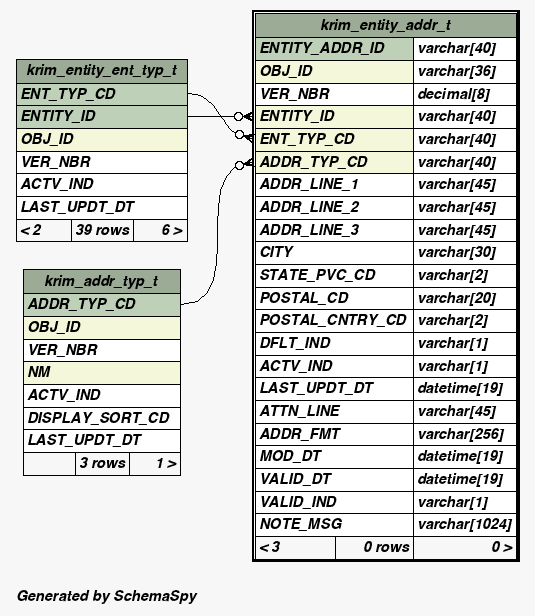 krim_entity_ent_typ_t
ENT_TYP_CD
ENTITY_ID
OBJ_ID
VER_NBR
ACTV_IND
LAST_UPDT_DT
< 2 39 rows 6 >
krim_addr_typ_t
ADDR_TYP_CD
OBJ_ID
VER_NBR
NM
ACTV_IND
DISPLAY_SORT_CD
LAST_UPDT_DT
3 rows 1 >
krim_entity_addr_t
ENTITY_ADDR_ID varchar[40]
OBJ_ID varchar[36]
VER_NBR decimal[8]
ENTITY_ID varchar[40]
ENT_TYP_CD varchar[40]
ADDR_TYP_CD varchar[40]
ADDR_LINE_1 varchar[45]
ADDR_LINE_2 varchar[45]
ADDR_LINE_3 varchar[45]
CITY varchar[30]
STATE_PVC_CD varchar[2]
POSTAL_CD varchar[20]
POSTAL_CNTRY_CD varchar[2]
DFLT_IND varchar[1]
ACTV_IND varchar[1]
LAST_UPDT_DT datetime[19]
ATTN_LINE varchar[45]
ADDR_FMT varchar[256]
MOD_DT datetime[19]
VALID_DT datetime[19]
VALID_IND varchar[1]
NOTE_MSG varchar[1024]
< 3 0 rows 0 >
Generated by SchemaSpy